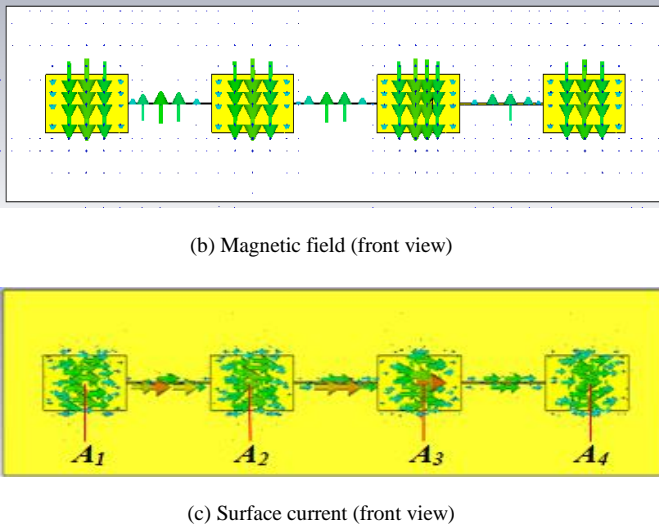 (b) Magnetic field (front view)
A1 A2 A3 A4
(c) Surface current (front view)